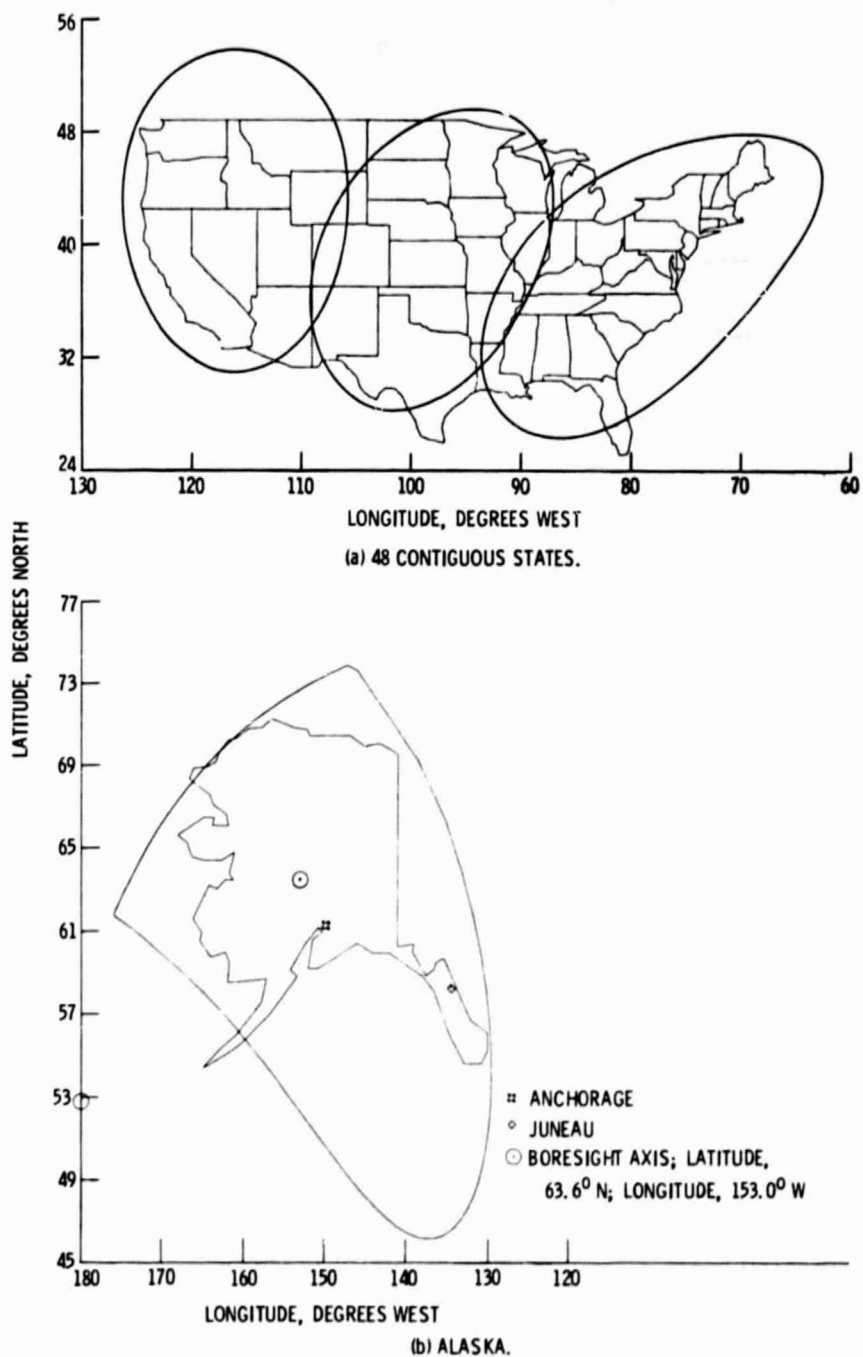 56
48
40
32
24
130 120 110 100 90 80 70 60
LONGITUDE, DEGREES WEST
(a) 48 CONTIGUOUS STATES.
LATITUDE, DEGREES NORTH
77
73
69
65
61
57
53
49
45
ANCHORAGE
JUNEAU
BORESIGHT AXIS; LATITUDE,
63.6⁰ N; LONGITUDE, 153.0⁰ W
180 170 160 150 140 130 120
LONGITUDE, DEGREES WEST
(b) ALASKA.